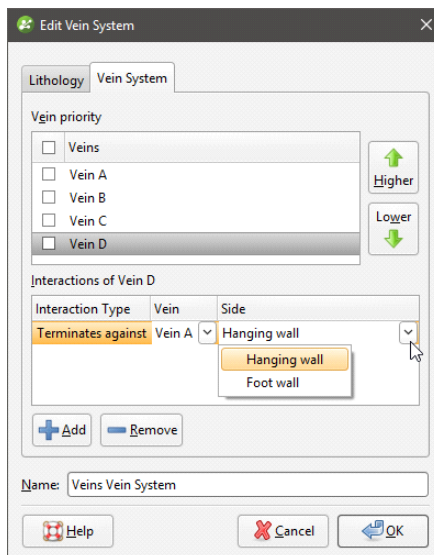 Edit Vein System
Lithology Vein System
Vein priority
Veins
Vein A
Vein B
Vein C
Vein D
Higher
Lower
Interactions of Vein D
Interaction Type Vein Side
Terminates against Vein A Hanging wall
Hanging wall
Foot wall
Add Remove
Name: Veins Vein System
Help Cancel OK